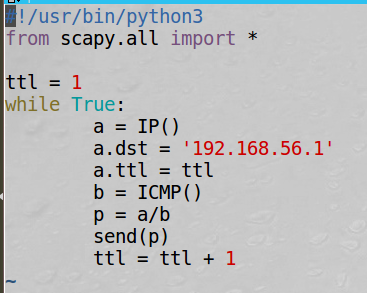 #!/usr/bin/python3
from scapy.all import *

ttl = 1
while True:
        a = IP()
        a.dst = '192.168.56.1'
        a.ttl = ttl
        b = ICMP()
        p = a/b
        send(p)
        ttl = ttl + 1
~